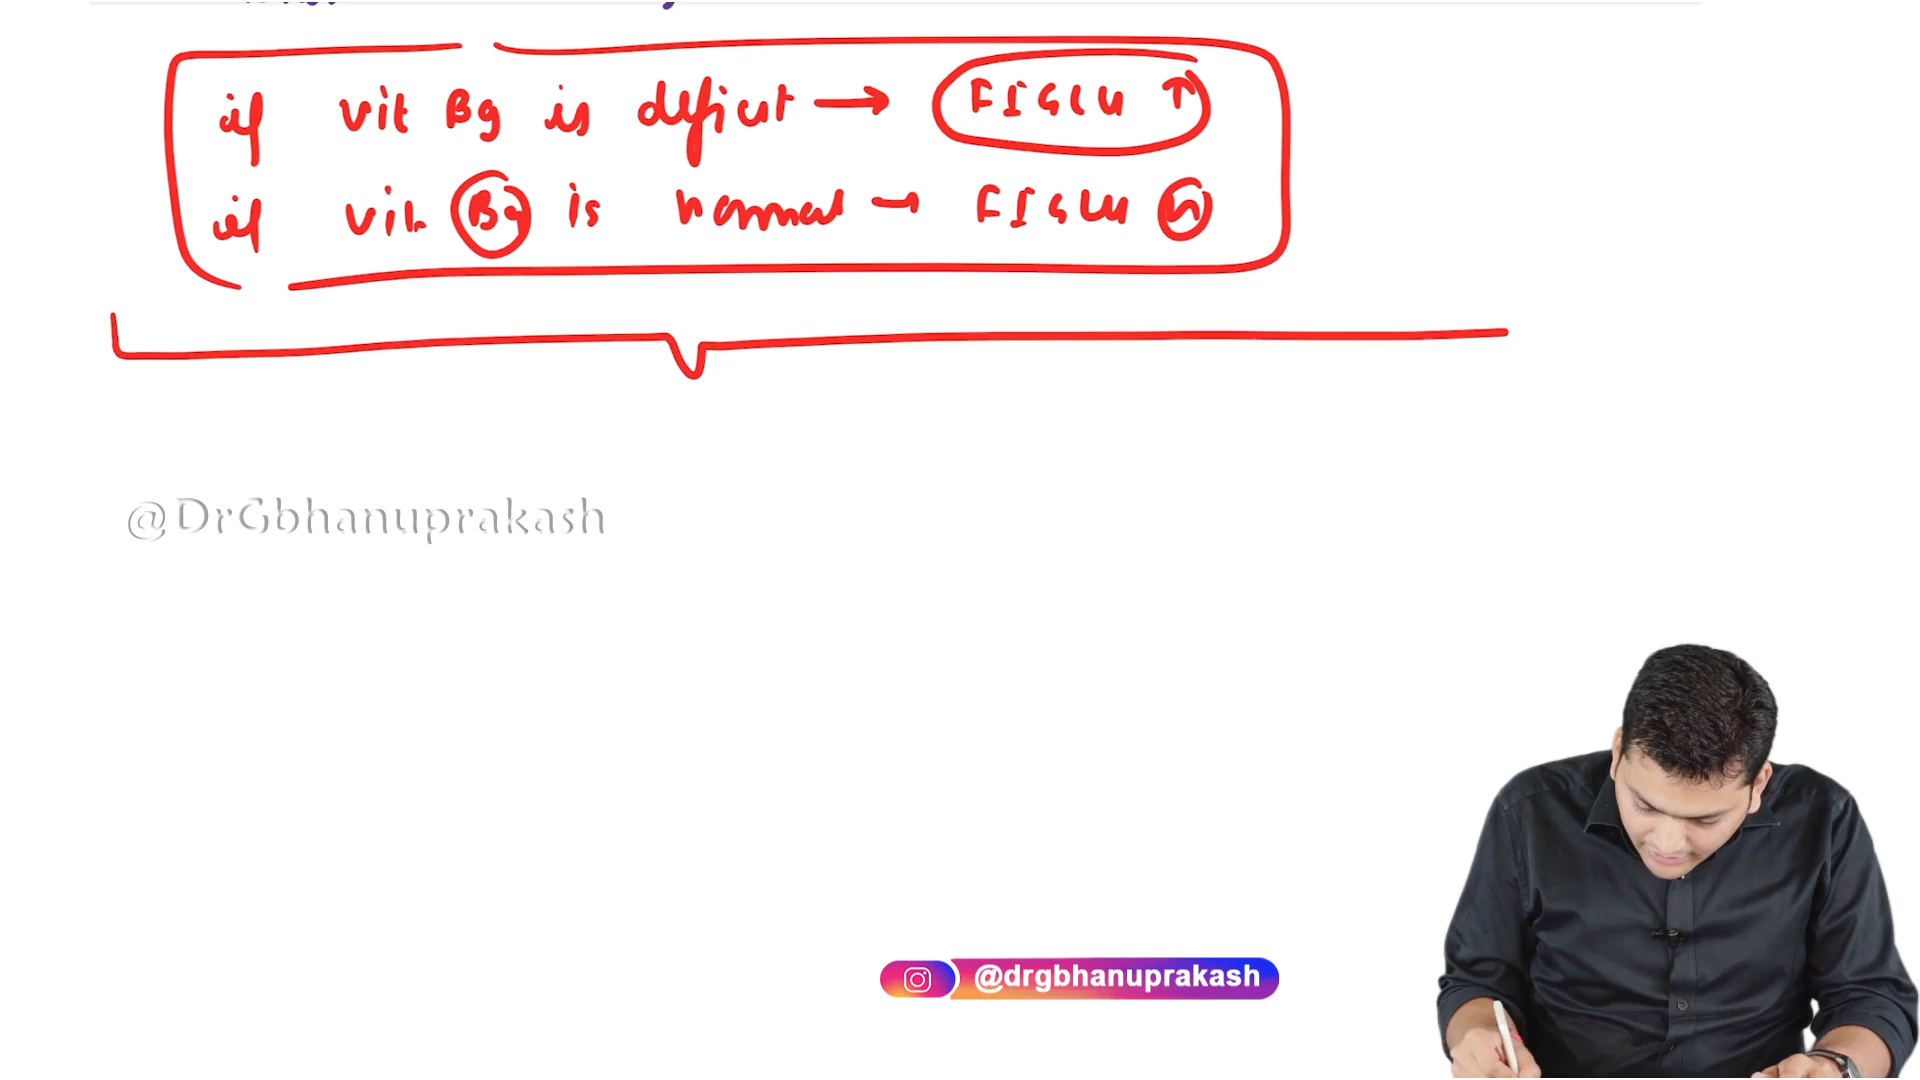 if vit B9 is deficit → FIGLU ↑
if vit B9 is normal → FIGLU N
@DrGbhanuprakash
@drgbhanuprakash